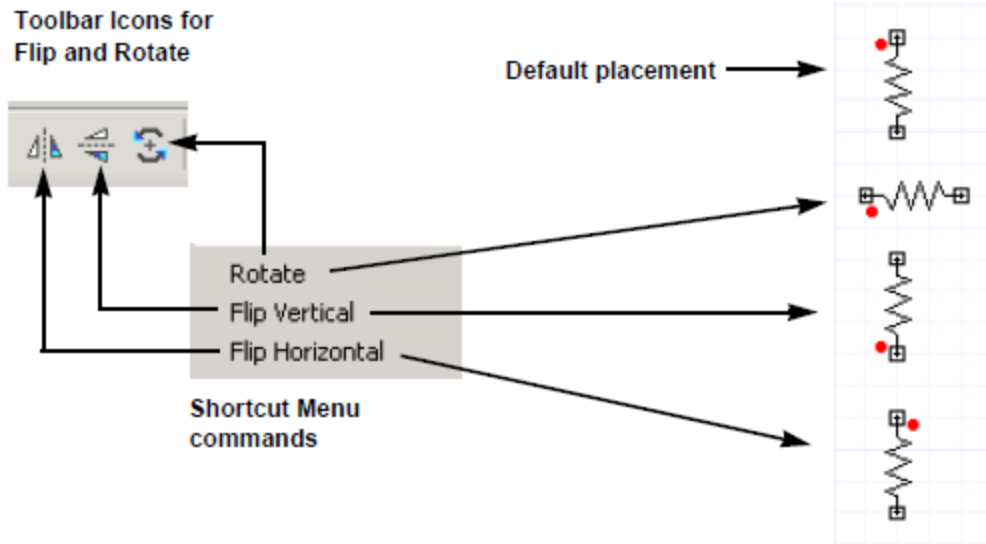 Toolbar Icons for
Flip and Rotate
Default placement
Rotate
Flip Vertical
Flip Horizontal
Shortcut Menu
commands